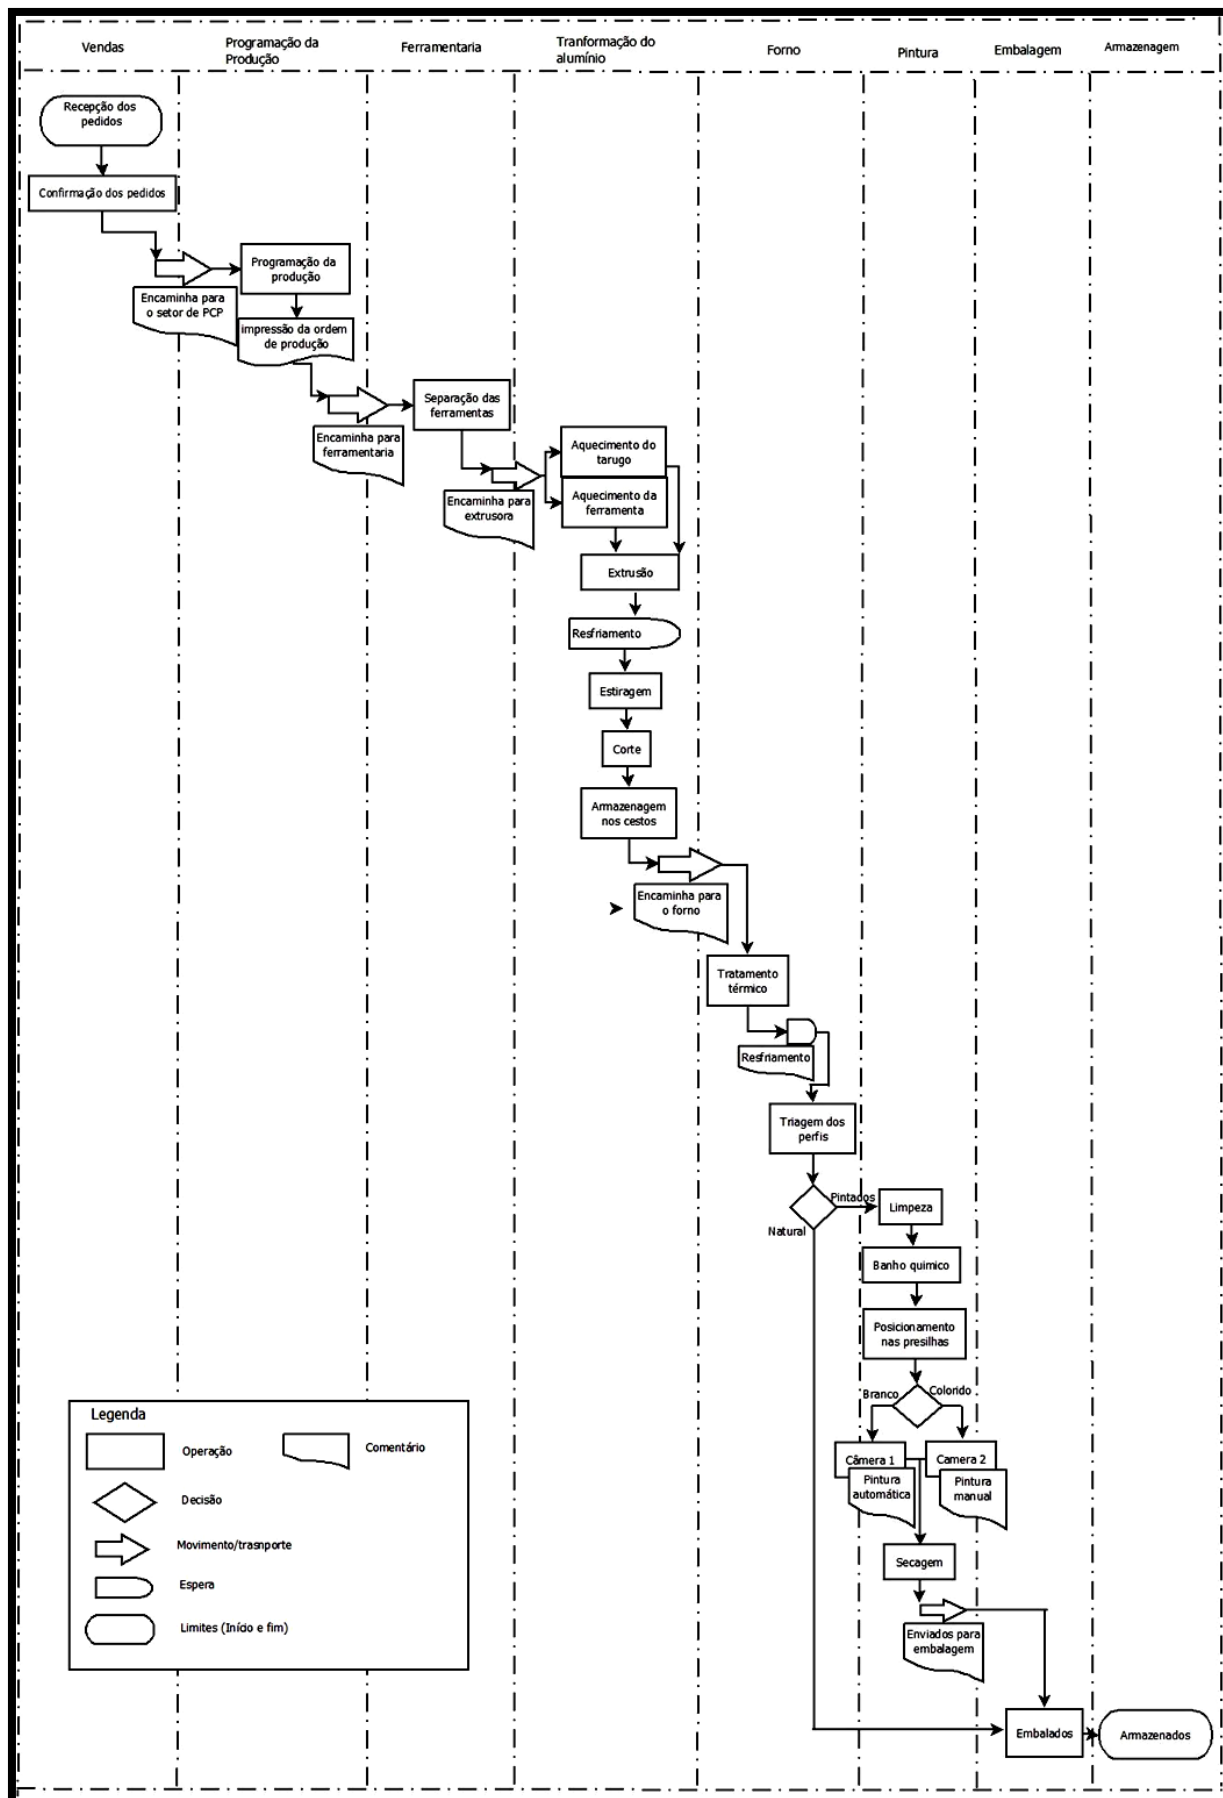 Vendas
Programação da
Produção
Ferramentaria
Tranformação do
alumínio
Forno
Pintura
Embalagem
Armazenagem
Recepção dos
pedidos
Confirmação dos pedidos
Encaminha para
o setor de PCP
Programação da
produção
impressão da ordem
de produção
Encaminha para
ferramentaria
Separação das
ferramentas
Encaminha para
extrusora
Aquecimento do
tarugo
Aquecimento da
ferramenta
Extrusão
Resfriamento
Estiragem
Corte
Armazenagem
nos cestos
Encaminha para
o forno
Tratamento
térmico
Resfriamento
Triagem dos
perfis
Pintados
Natural
Limpeza
Banho quimico
Posicionamento
nas presilhas
Branco
Colorido
Câmera 1
Pintura
automática
Camera 2
Pintura
manual
Secagem
Enviados para
embalagem
Embalados
Armazenados
Legenda
Operação
Comentário
Decisão
Movimento/trasnporte
Espera
Limites (Início e fim)